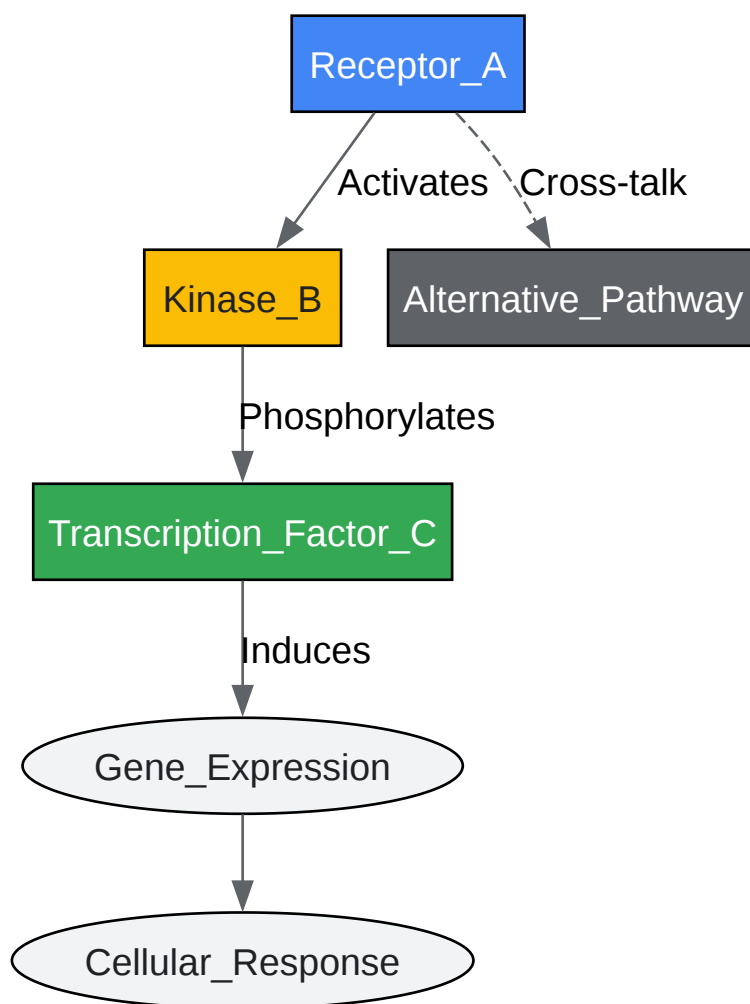 Receptor_A
Activates
Cross-talk
Kinase_B
Alternative_Pathway
Phosphorylates
Transcription_Factor_C
Induces
Gene_Expression
Cellular_Response